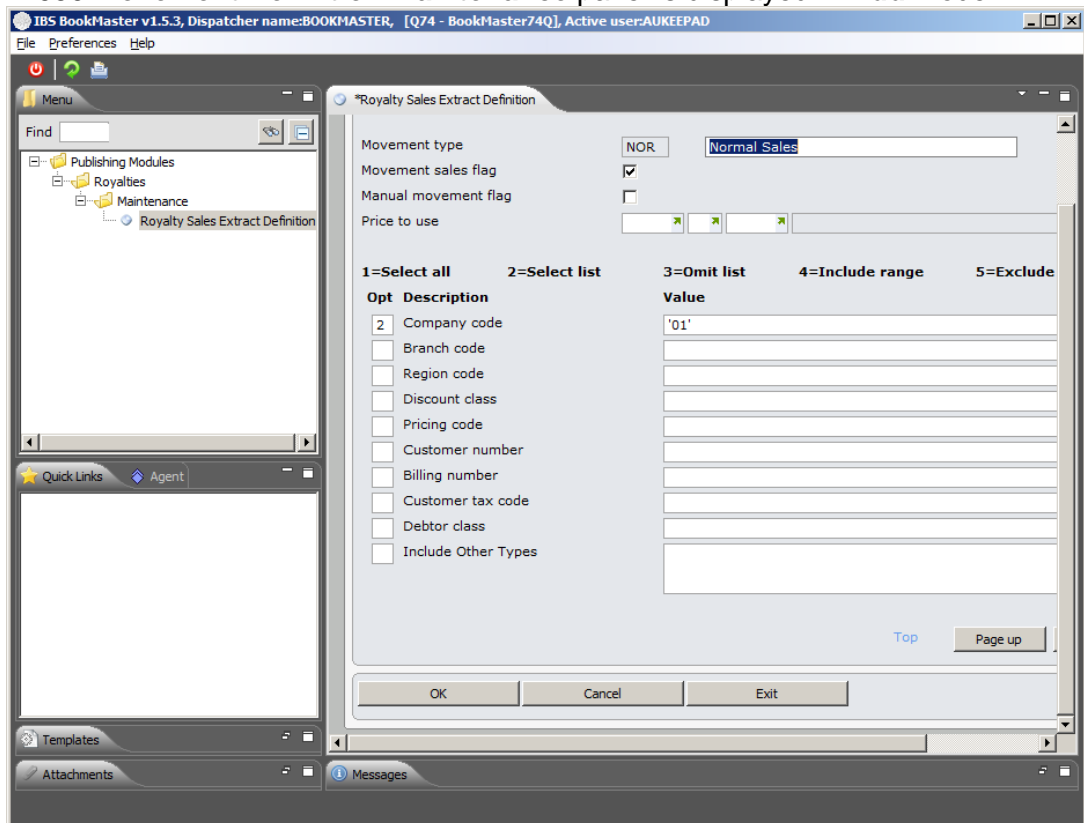 IBS BookMaster v1.5.3, Dispatcher name:BOOKMASTER, [Q74 - BookMaster74Q], Active user:AUKEEPAD
File Preferences Help
Menu
*Royalty Sales Extract Definition
Find
Publishing Modules
Royalties
Maintenance
Royalty Sales Extract Definition
Movement type NOR Normal Sales
Movement sales flag
Manual movement flag
Price to use
1=Select all 2=Select list 3=Omit list 4=Include range 5=Exclude
Opt Description Value
2 Company code '01'
Branch code
Region code
Discount class
Pricing code
Customer number
Billing number
Customer tax code
Debtor class
Include Other Types
Top Page up
OK Cancel Exit
Quick Links Agent
Templates
Attachments
Messages